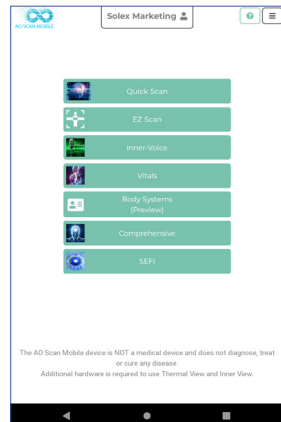 AO SCAN MOBILE
Solex Marketing
Quick Scan
EZ Scan
Inner-Voice
Vitals
Body Systems
(Preview)
Comprehensive
SEFI
The AO Scan Mobile device is NOT a medical device and does not diagnose, treat
or cure any disease.
Additional hardware is required to use Thermal View and Inner View.